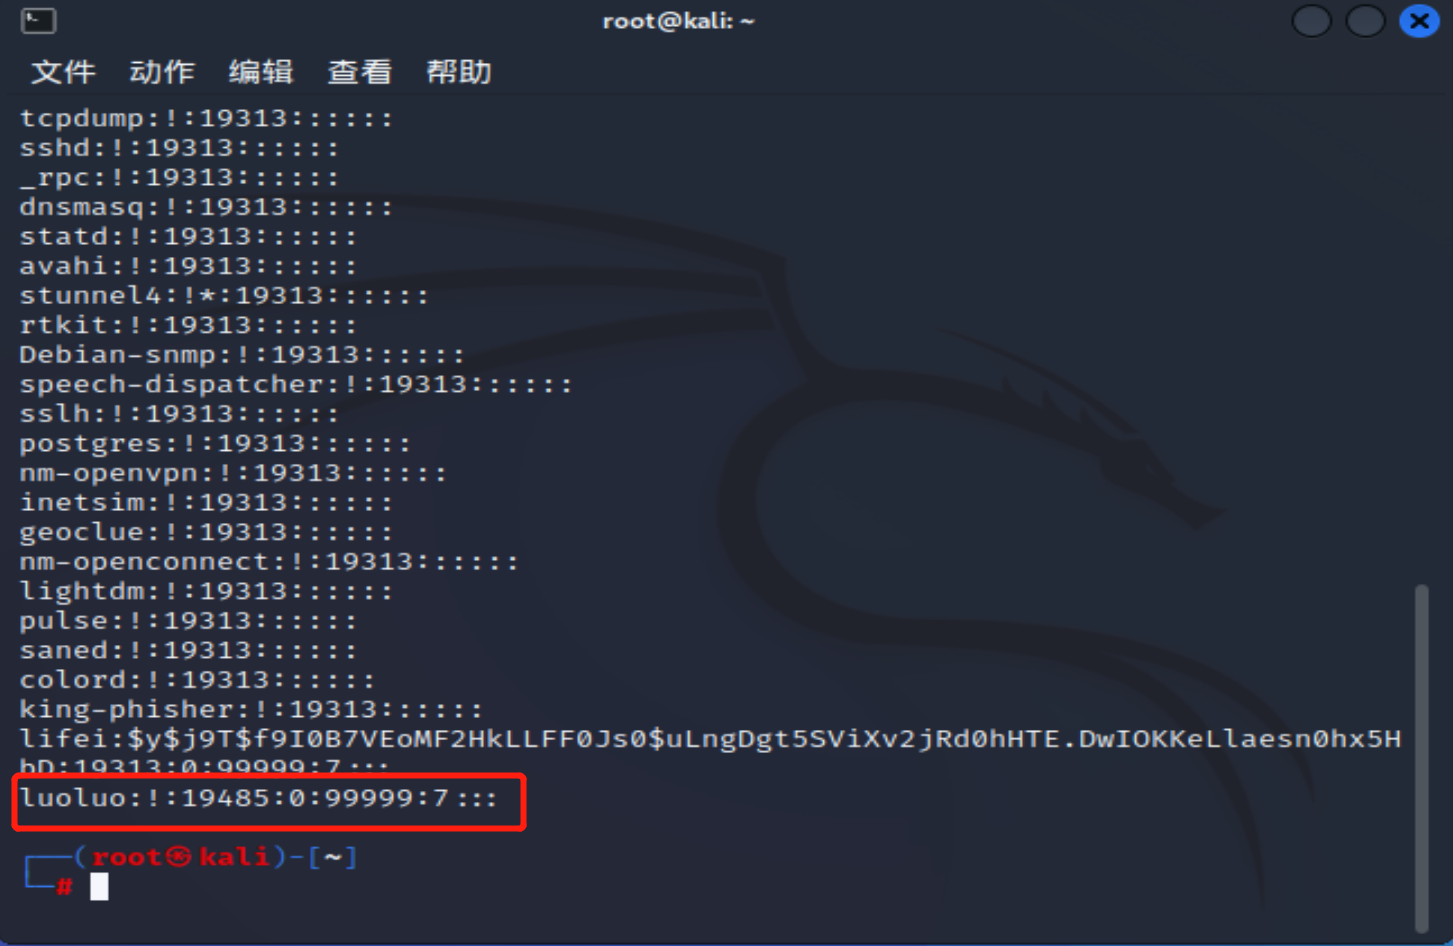 root@kali: ~
文件 动作 编辑 查看 帮助
tcpdump:!:19313::::::
sshd:!:19313::::::
_rpc:!:19313::::::
dnsmasq:!:19313::::::
statd:!:19313::::::
avahi:!:19313::::::
stunnel4:!*:19313::::::
rtkit:!:19313::::::
Debian-snmp:!:19313::::::
speech-dispatcher:!:19313::::::
sslh:!:19313::::::
postgres:!:19313::::::
nm-openvpn:!:19313::::::
inetsim:!:19313::::::
geoclue:!:19313::::::
nm-openconnect:!:19313::::::
lightdm:!:19313::::::
pulse:!:19313::::::
saned:!:19313::::::
colord:!:19313::::::
king-phisher:!:19313::::::
lifei:$y$j9T$f9I0B7VEoMF2HkLLFF0Js0$uLngDgt5SViXv2jRd0hHTE.DwIOKKeLlaesn0hx5H
hD:19313:0:99999:7:::
luoluo:!:19485:0:99999:7:::
┌──(root㉿kali)-[~]
└─#